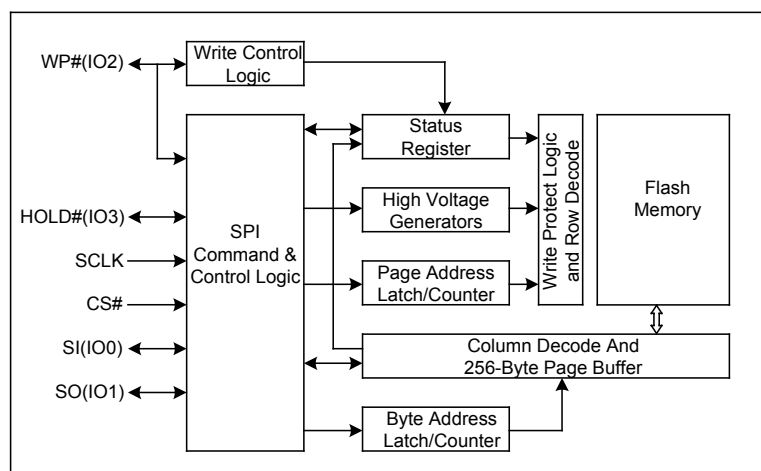 WP#(IO2)
Write Control
Logic
HOLD#(IO3)
SCLK
CS#
SI(IO0)
SO(IO1)
SPI
Command &
Control Logic
Status
Register
High Voltage
Generators
Page Address
Latch/Counter
Write Protect Logic
and Row Decode
Flash
Memory
Column Decode And
256-Byte Page Buffer
Byte Address
Latch/Counter